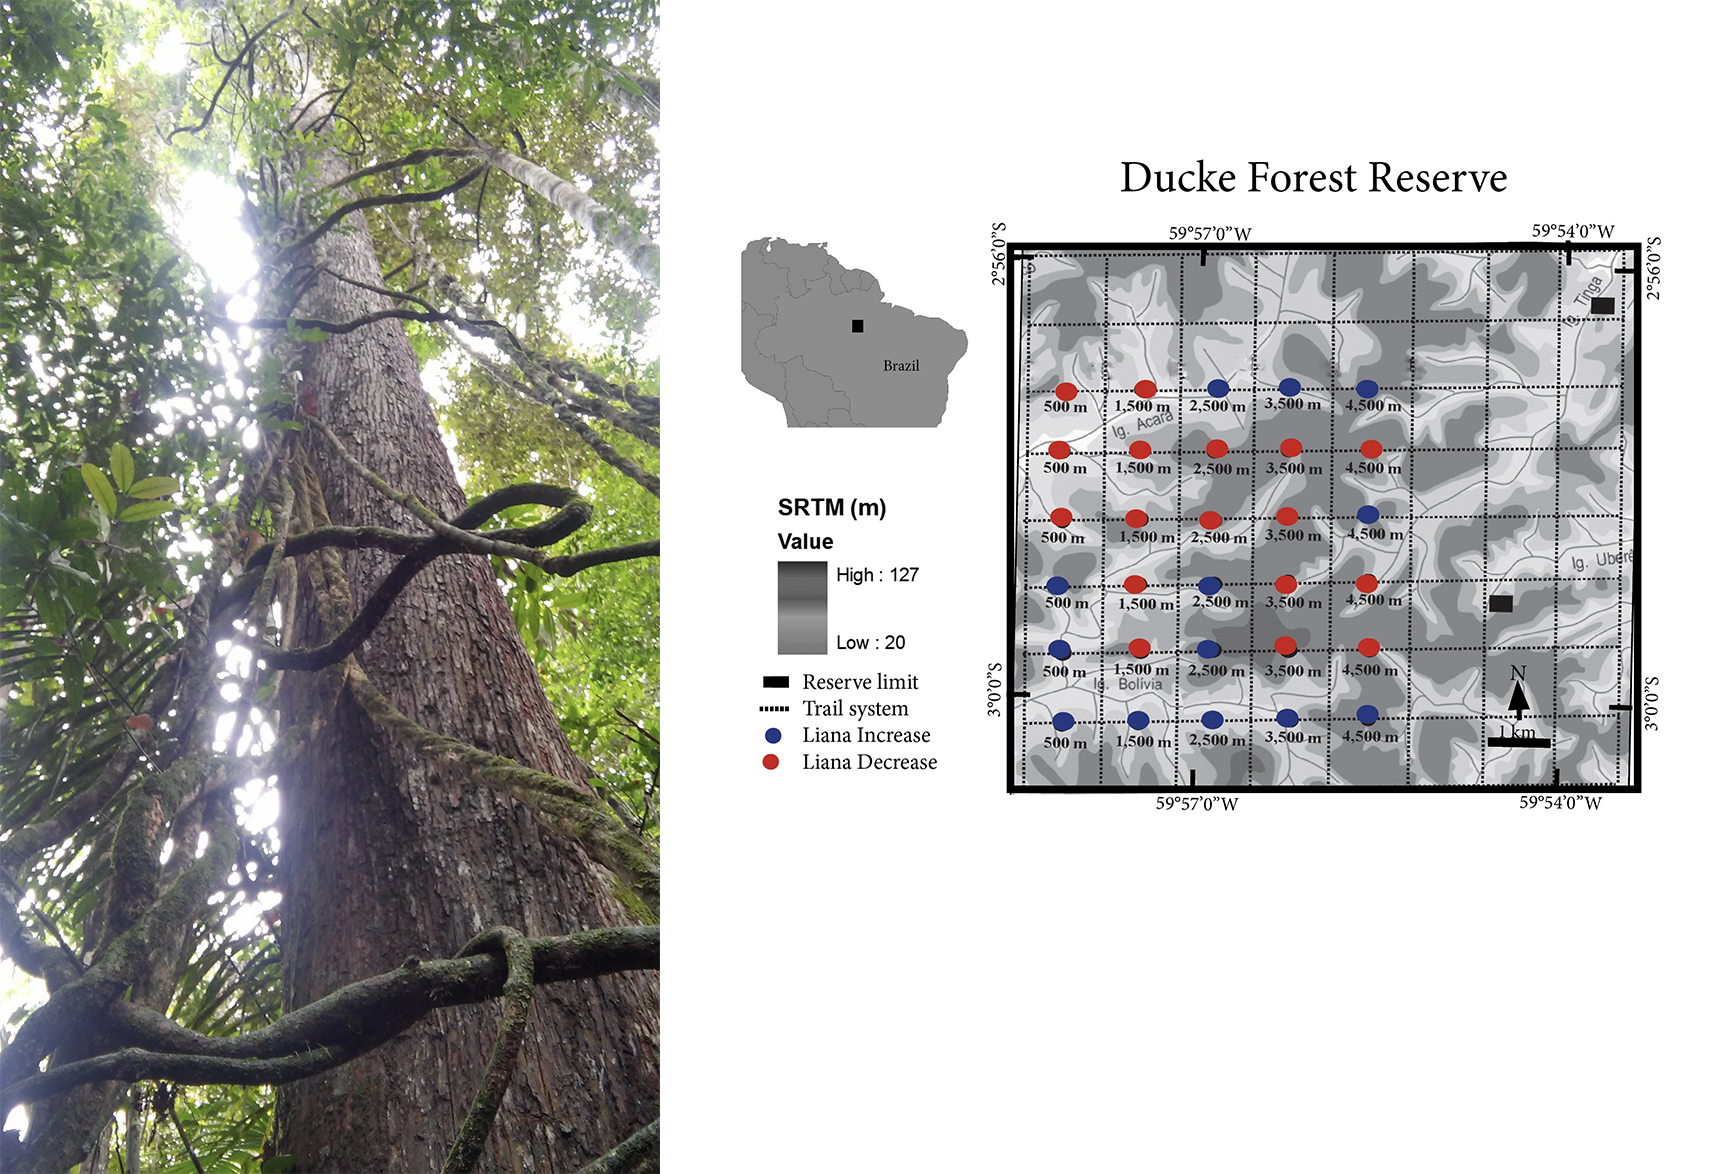 Ducke Forest Reserve
59°57’0”W
59°54’0”W
2°56’0”S
2°56’0”S
Ig. Tinga
Brazil
500 m
1,500 m
2,500 m
3,500 m
4,500 m
Ig. Acará
500 m
1,500 m
2,500 m
3,500 m
4,500 m
500 m
1,500 m
2,500 m
3,500 m
4,500 m
Ig. Uberê
500 m
1,500 m
2,500 m
3,500 m
4,500 m
500 m
1,500 m
2,500 m
3,500 m
4,500 m
Ig. Bolívia
500 m
1,500 m
2,500 m
3,500 m
4,500 m
N
1 km
3°0’0”S
3°0’0”S
59°57’0”W
59°54’0”W
SRTM (m)
Value
High : 127
Low : 20
Reserve limit
Trail system
Liana Increase
Liana Decrease